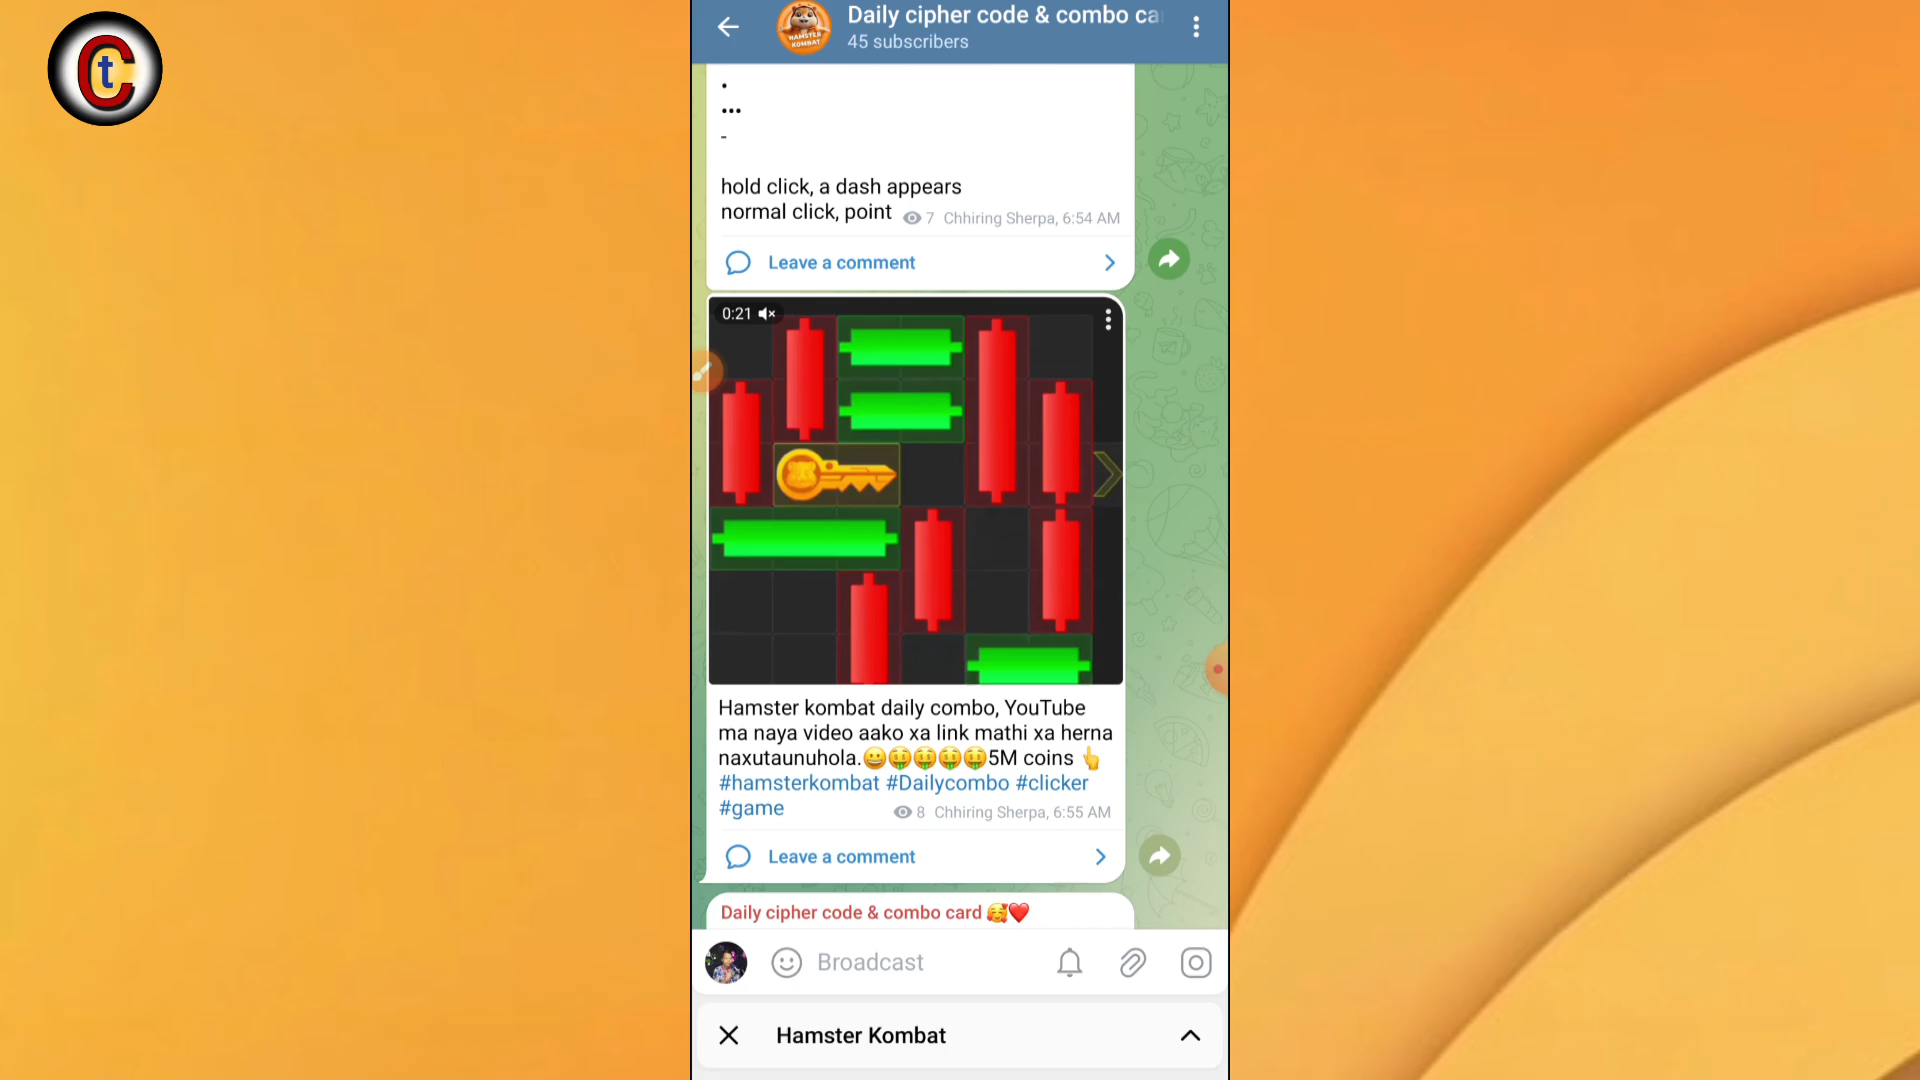 Ct
Daily cipher code & combo ca
45 subscribers
.
...
-
hold click, a dash appears
normal click, point 7 Chhiring Sherpa, 6:54 AM
Leave a comment
0:21
HAMSTER
KOMBAT
Hamster kombat daily combo, YouTube
ma naya video aako xa link mathi xa herna
naxutaunuhola.😀🤑🤑🤑🤑5M coins 👆
#hamsterkombat #Dailycombo #clicker
#game 8 Chhiring Sherpa, 6:55 AM
Leave a comment
Daily cipher code & combo card 🥰❤️
Broadcast
Hamster Kombat